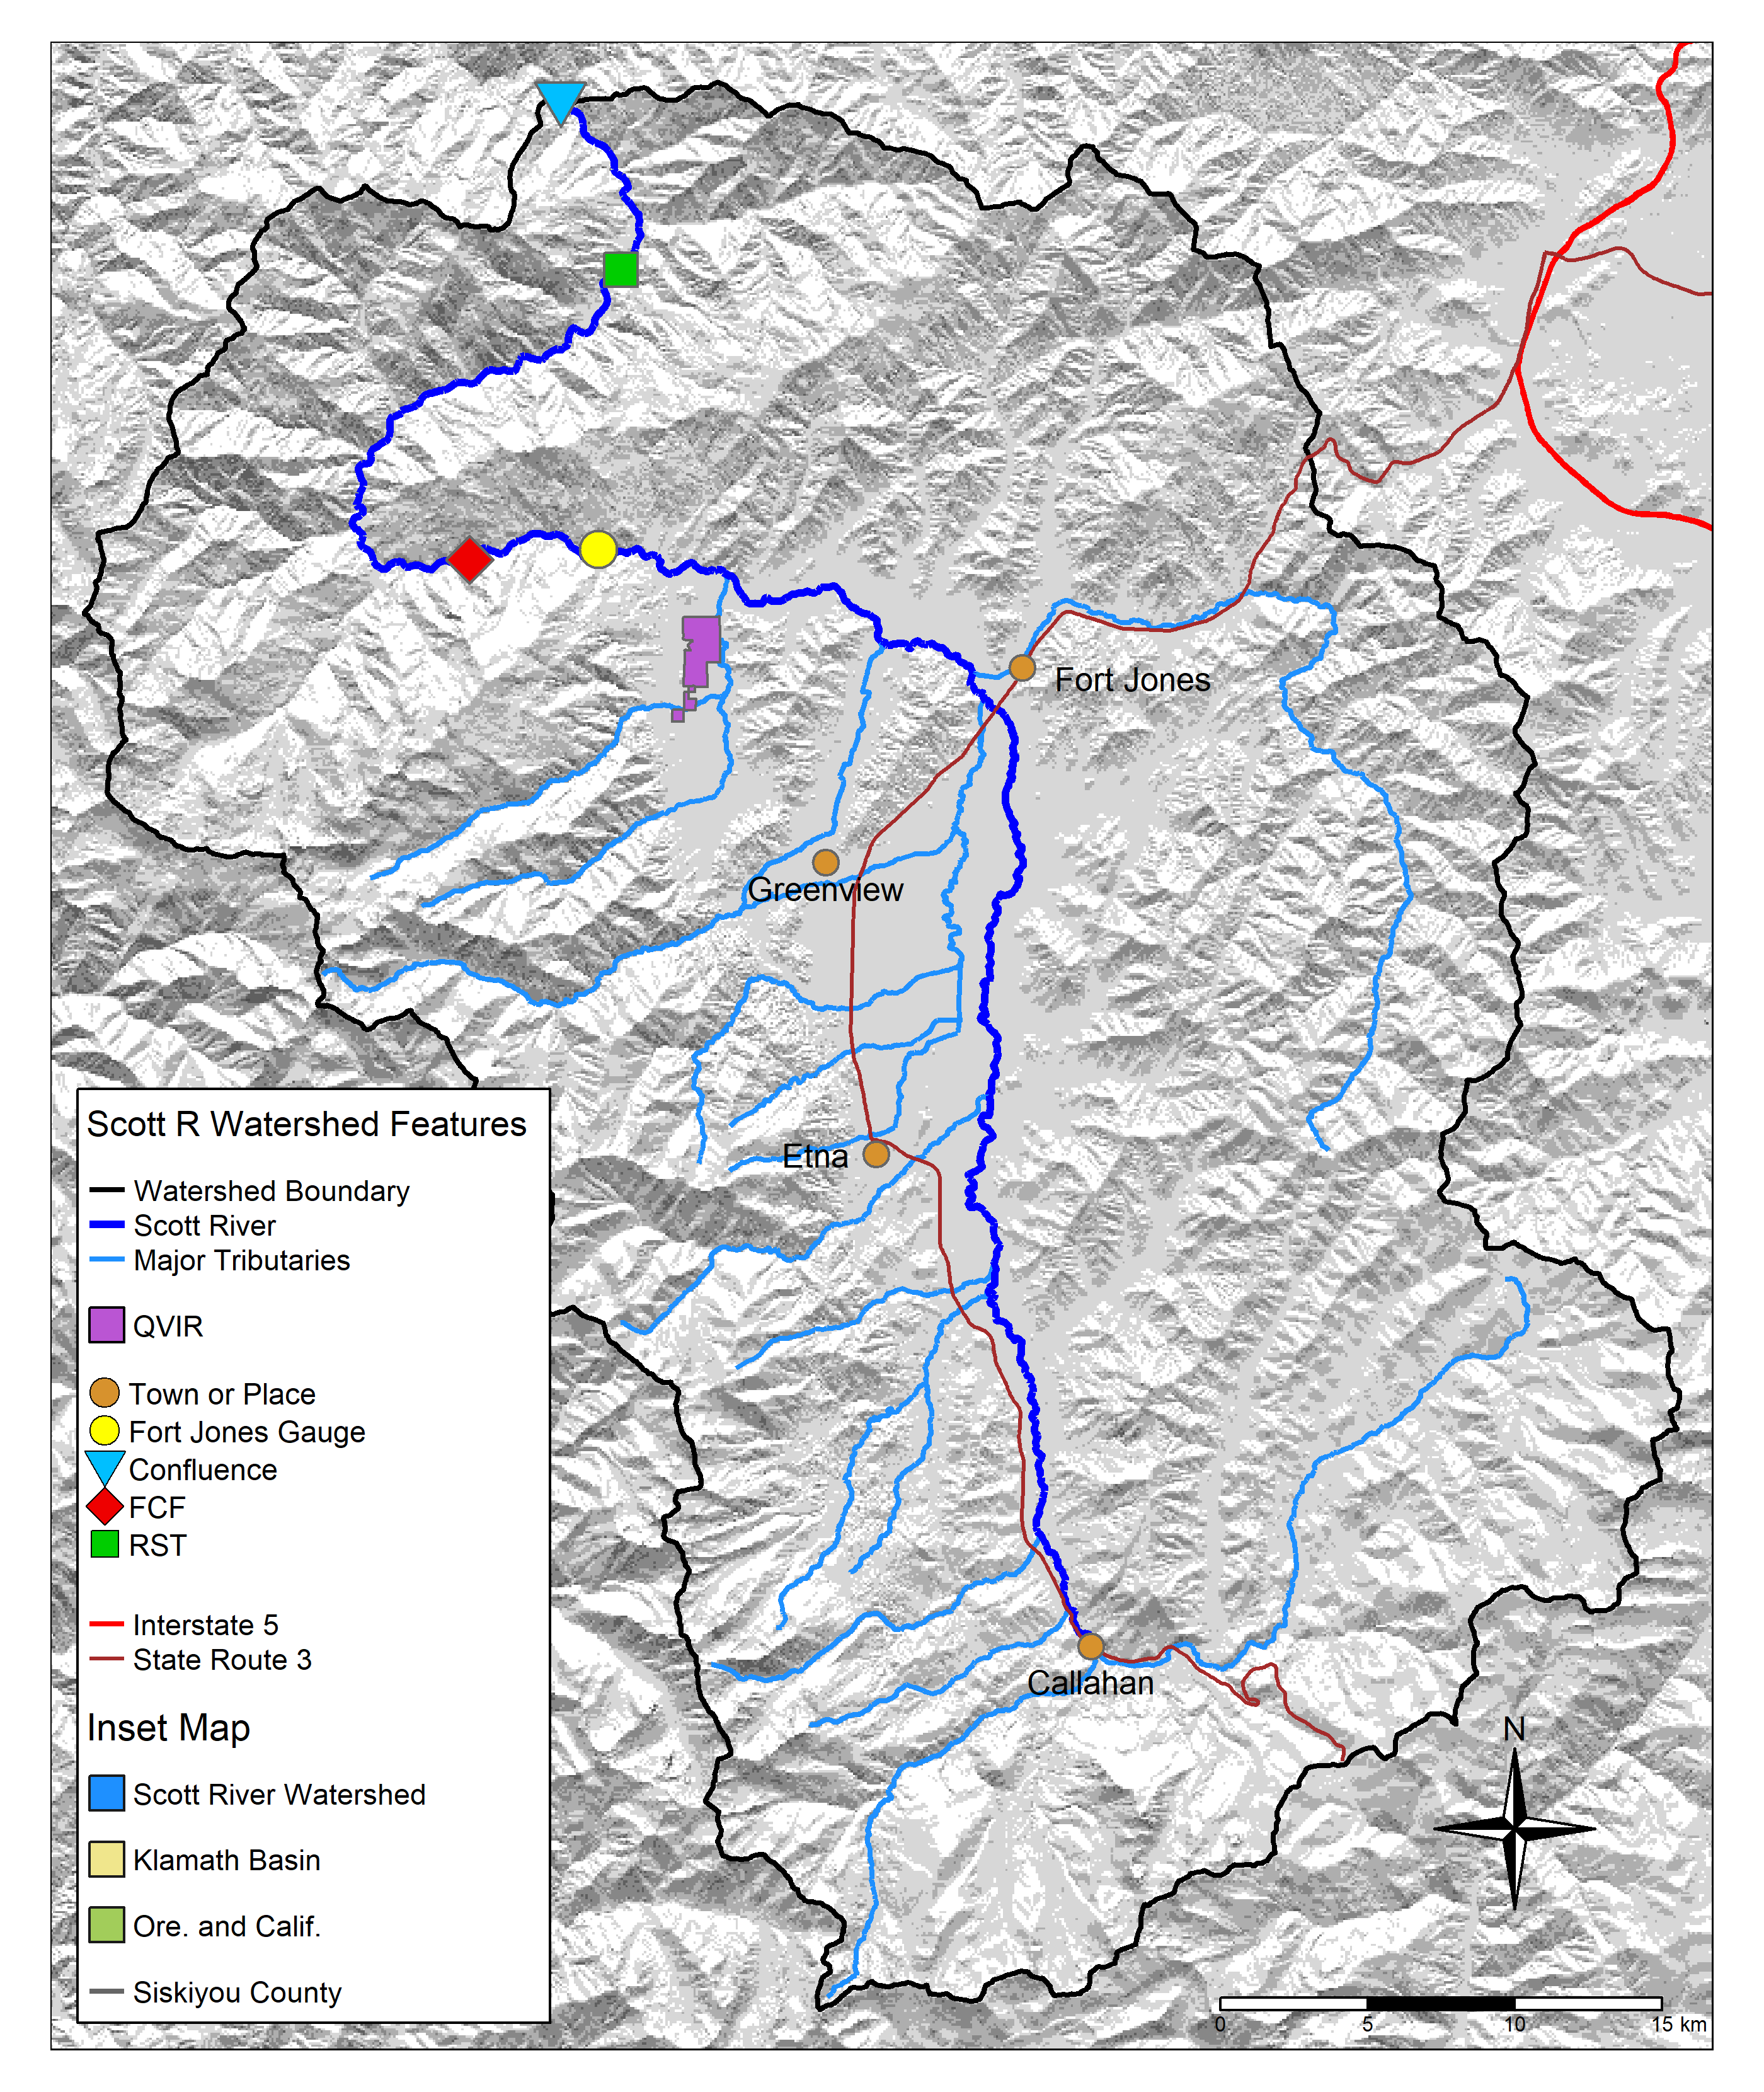 Fort Jones
Greenview
Etna
Callahan
Scott R Watershed Features
Watershed Boundary
Scott River
Major Tributaries
QVIR
Town or Place
Fort Jones Gauge
Confluence
FCF
RST
Interstate 5
State Route 3
Inset Map
Scott River Watershed
Klamath Basin
Ore. and Calif.
Siskiyou County
N
0 5 10 15 km